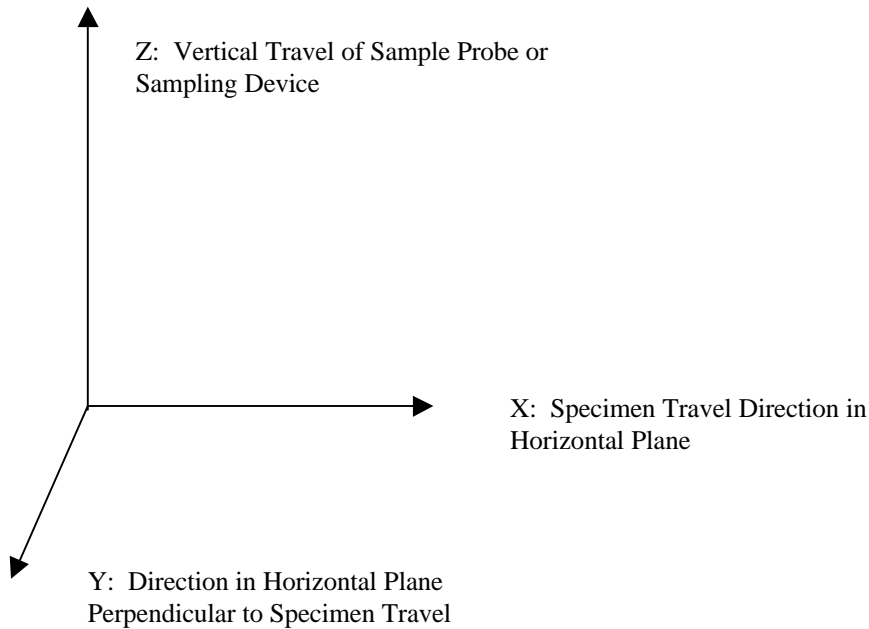 Z: Vertical Travel of Sample Probe or
Sampling Device
X: Specimen Travel Direction in
Horizontal Plane
Y: Direction in Horizontal Plane
Perpendicular to Specimen Travel